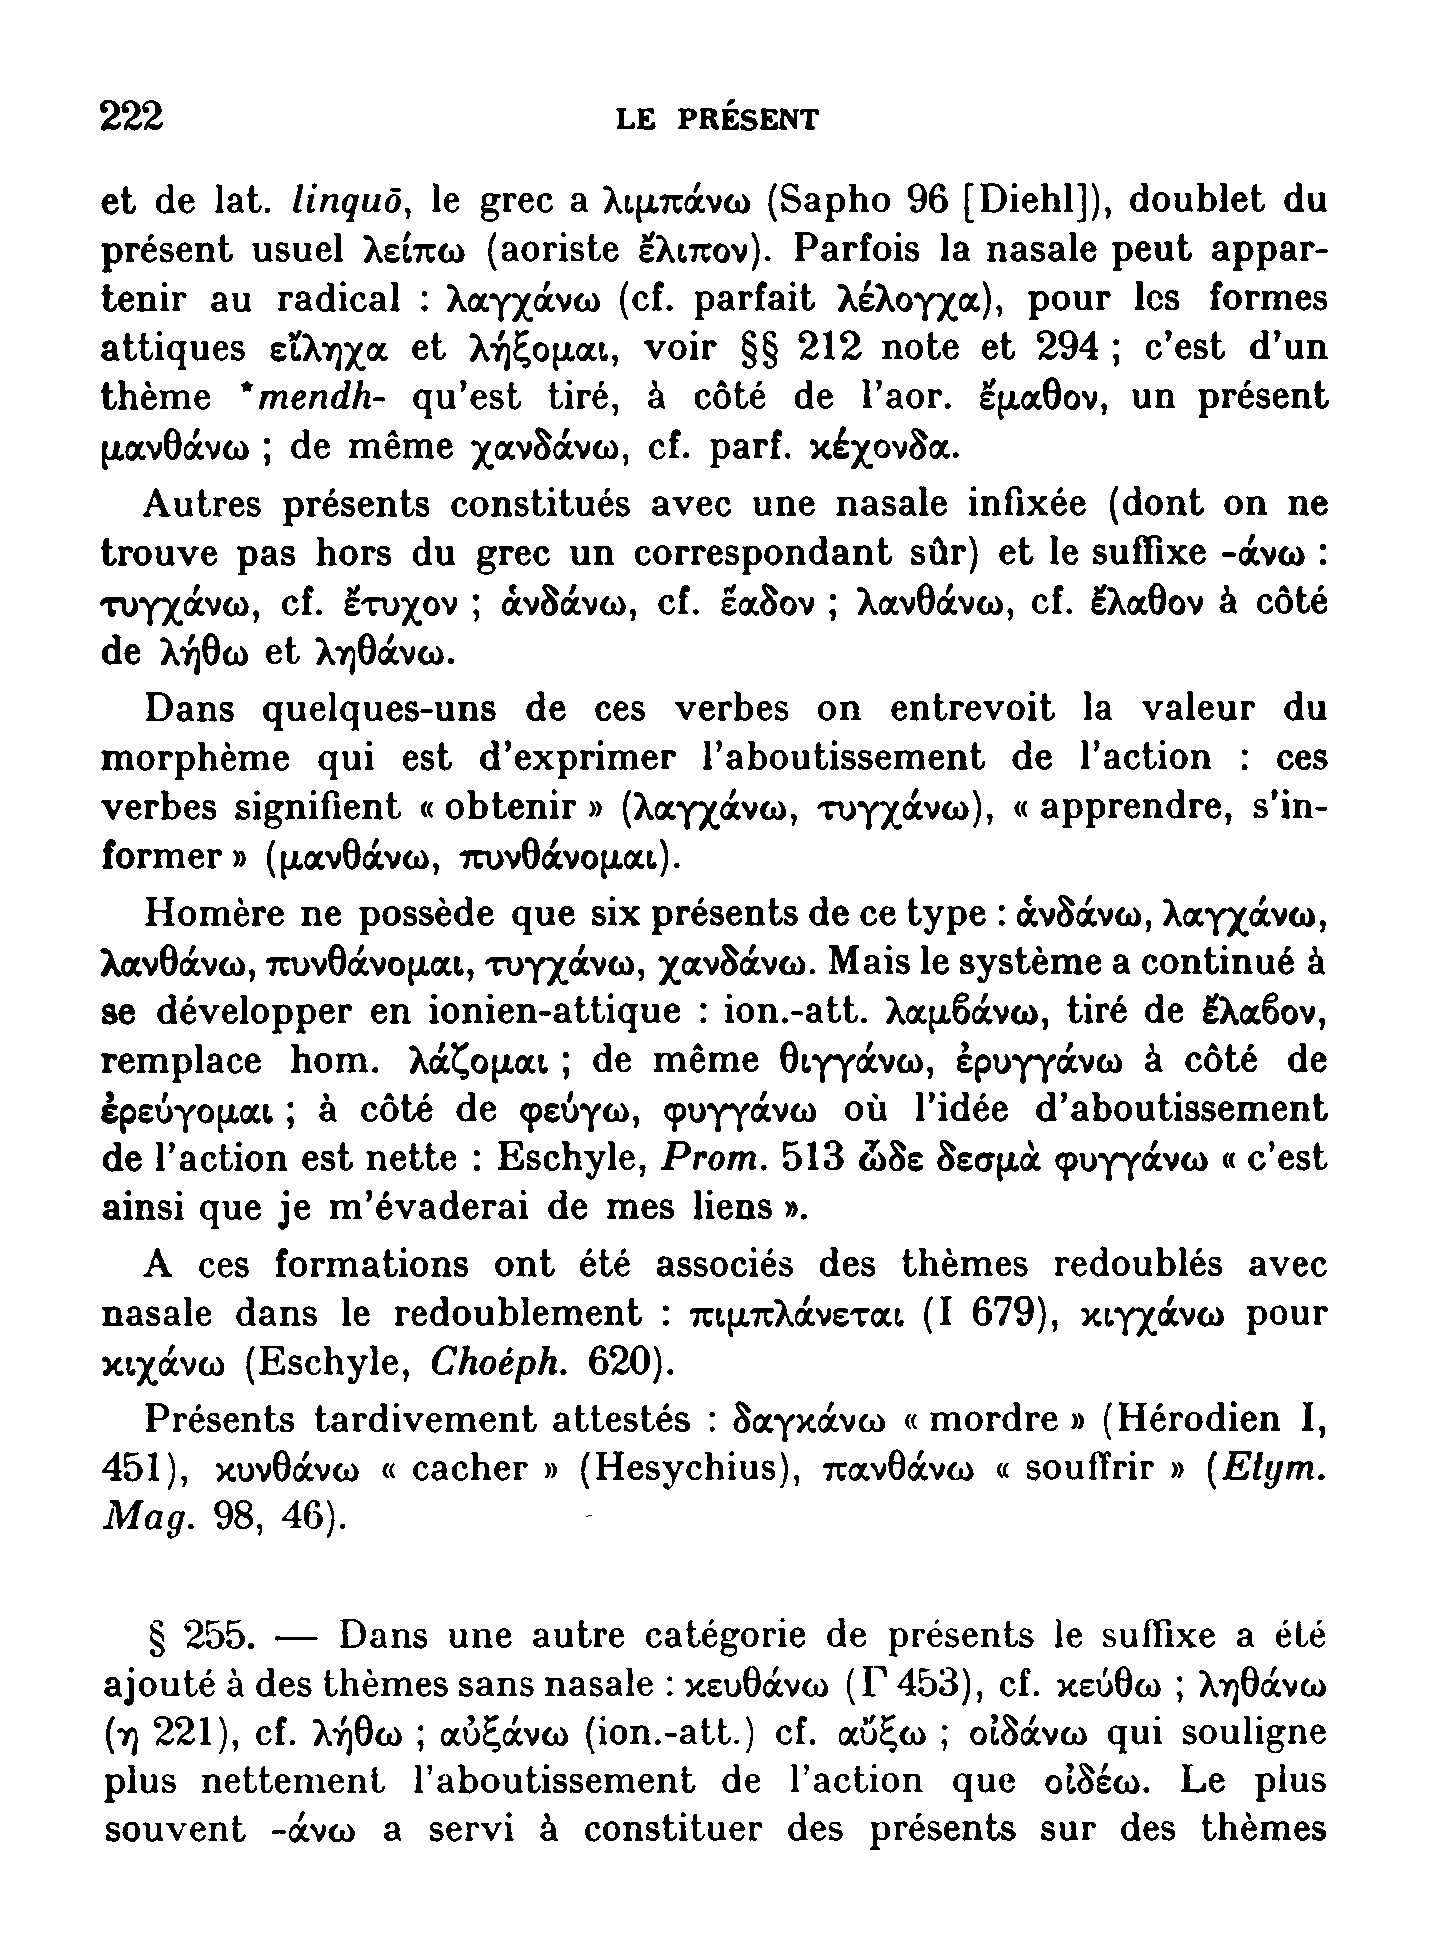 222 LE PRÉSENT
et de lat. linquō, le grec a λιμπάνω (Sapho 96 [Diehl]), doublet du
présent usuel λείπω (aoriste ἔλιπον). Parfois la nasale peut appar-
tenir au radical : λαγχάνω (cf. parfait λέλογχα), pour les formes
attiques εἴληχα et λήξομαι, voir §§ 212 note et 294 ; c'est d'un
thème *mendh- qu'est tiré, à côté de l'aor. ἔμαθον, un présent
μανθάνω ; de même χανδάνω, cf. parf. κέχονδα.
Autres présents constitués avec une nasale infixée (dont on ne
trouve pas hors du grec un correspondant sûr) et le suffixe -άνω :
τυγχάνω, cf. ἔτυχον ; ἁνδάνω, cf. ἕαδον ; λανθάνω, cf. ἔλαθον à côté
de λήθω et ληθάνω.
Dans quelques-uns de ces verbes on entrevoit la valeur du
morphème qui est d'exprimer l'aboutissement de l'action : ces
verbes signifient « obtenir » (λαγχάνω, τυγχάνω), « apprendre, s'in-
former » (μανθάνω, πυνθάνομαι).
Homère ne possède que six présents de ce type : ἁνδάνω, λαγχάνω,
λανθάνω, πυνθάνομαι, τυγχάνω, χανδάνω. Mais le système a continué à
se développer en ionien-attique : ion.-att. λαμϐάνω, tiré de ἔλαϐον,
remplace hom. λάζομαι ; de même θιγγάνω, ἐρυγγάνω à côté de
ἐρεύγομαι ; à côté de φεύγω, φυγγάνω où l'idée d'aboutissement
de l'action est nette : Eschyle, Prom. 513 ὧδε δεσμὰ φυγγάνω « c'est
ainsi que je m'évaderai de mes liens ».
A ces formations ont été associés des thèmes redoublés avec
nasale dans le redoublement : πιμπλάνεται (I 679), κιγχάνω pour
κιχάνω (Eschyle, Choéph. 620).
Présents tardivement attestés : δαγκάνω « mordre » (Hérodien I,
451), κυνθάνω « cacher » (Hesychius), πανθάνω « souffrir » (Etym.
Mag. 98, 46).
§ 255. — Dans une autre catégorie de présents le suffixe a été
ajouté à des thèmes sans nasale : κευθάνω (Γ 453), cf. κεύθω ; ληθάνω
(η 221), cf. λήθω ; αὐξάνω (ion.-att.) cf. αὔξω ; οἰδάνω qui souligne
plus nettement l'aboutissement de l'action que οἰδέω. Le plus
souvent -άνω a servi à constituer des présents sur des thèmes